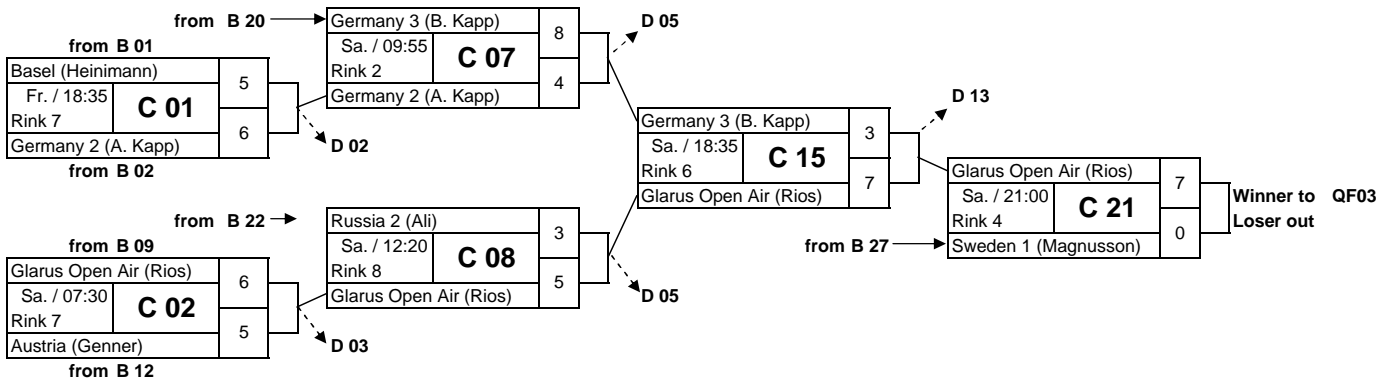 from B 20
Germany 3 (B. Kapp)
8
D 05
Sa. / 09:55
Rink 2
C 07
4
Germany 2 (A. Kapp)
from B 01
Basel (Heinimann)
5
Fr. / 18:35
Rink 7
C 01
6
Germany 2 (A. Kapp)
D 02
from B 02
Germany 3 (B. Kapp)
3
D 13
Sa. / 18:35
Rink 6
C 15
7
Glarus Open Air (Rios)
Glarus Open Air (Rios)
7
Winner to QF03
Sa. / 21:00
Rink 4
C 21
0
Loser out
from B 27
Sweden 1 (Magnusson)
from B 22
Russia 2 (Ali)
3
Sa. / 12:20
Rink 8
C 08
5
Glarus Open Air (Rios)
D 05
from B 09
Glarus Open Air (Rios)
6
Sa. / 07:30
Rink 7
C 02
5
Austria (Genner)
D 03
from B 12